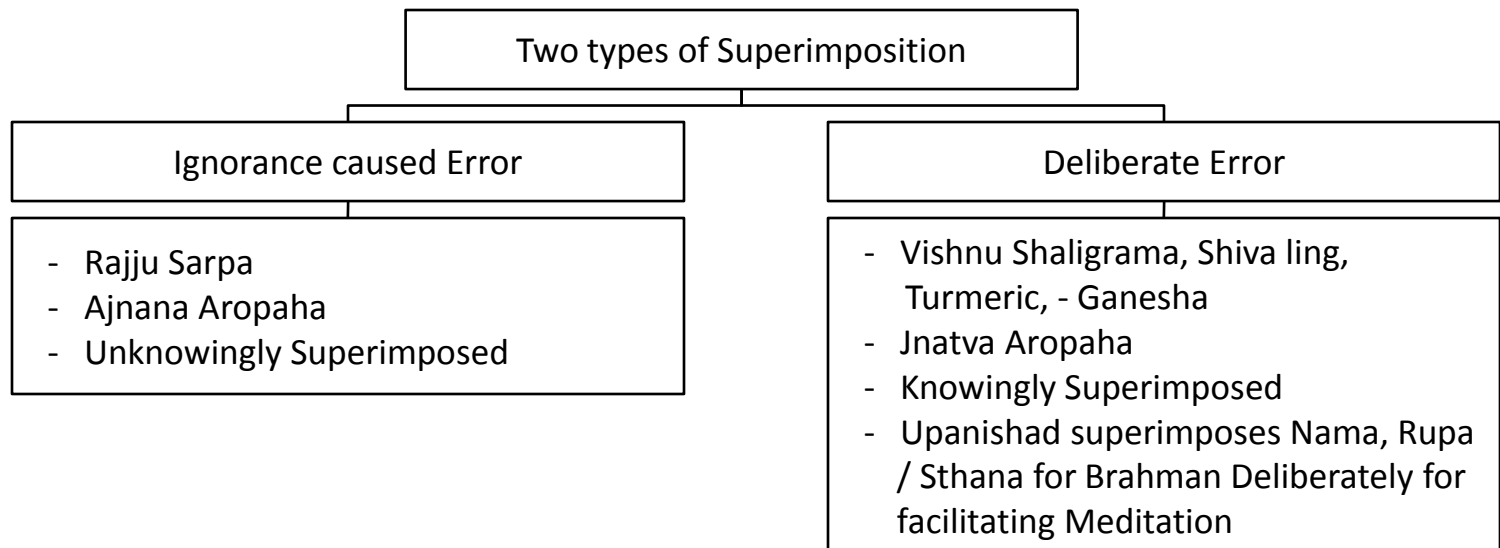 Two types of Superimposition
Ignorance caused Error
- Rajju Sarpa
- Ajnana Aropaha
- Unknowingly Superimposed
Deliberate Error
- Vishnu Shaligrama, Shiva ling,
Turmeric, - Ganesha
- Jnatva Aropaha
- Knowingly Superimposed
- Upanishad superimposes Nama, Rupa
/ Sthana for Brahman Deliberately for
facilitating Meditation